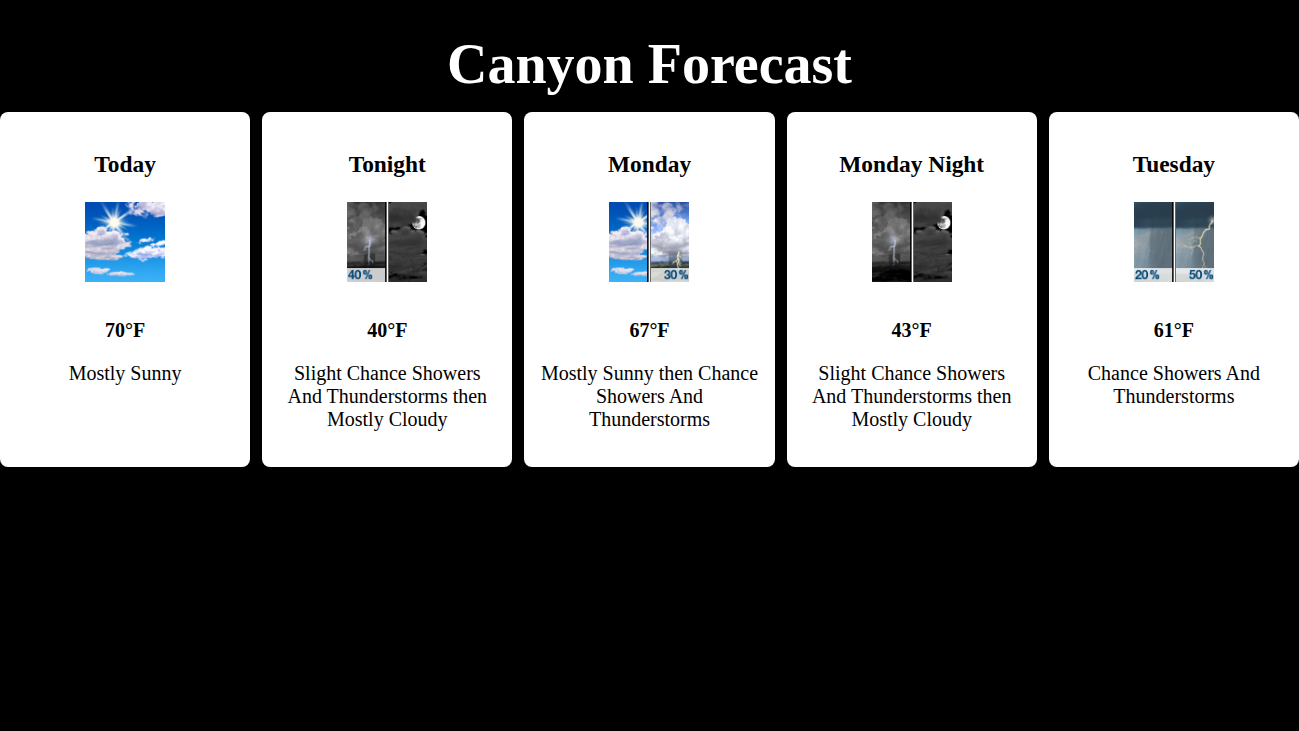 Canyon Forecast
Today
70°F
Mostly Sunny
Tonight
40%
40°F
Slight Chance Showers
And Thunderstorms then
Mostly Cloudy
Monday
30%
67°F
Mostly Sunny then Chance
Showers And
Thunderstorms
Monday Night
43°F
Slight Chance Showers
And Thunderstorms then
Mostly Cloudy
Tuesday
20% 50%
61°F
Chance Showers And
Thunderstorms